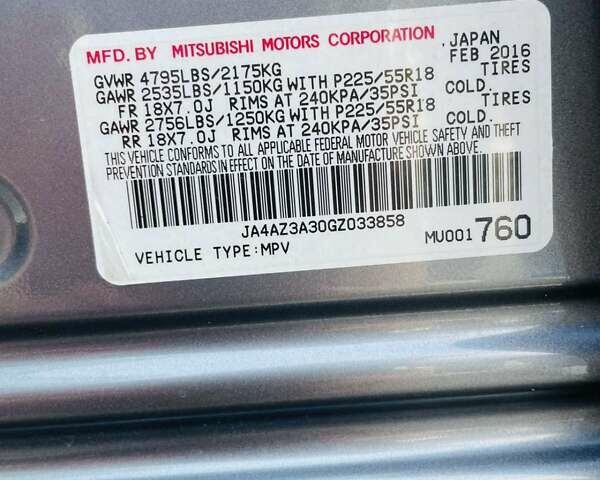 MFD. BY MITSUBISHI MOTORS CORPORATION, JAPAN
GVWR 4795LBS/2175KG FEB 2016
GAWR 2535LBS/1150KG WITH P225/55R18 TIRES
FR 18X7.0J RIMS AT 240KPA/35PSI COLD.
GAWR 2756LBS/1250KG WITH P225/55R18 TIRES
RR 18X7.0J RIMS AT 240KPA/35PSI COLD.
THIS VEHICLE CONFORMS TO ALL APPLICABLE FEDERAL MOTOR VEHICLE SAFETY AND THEFT
PREVENTION STANDARDS IN EFFECT ON THE DATE OF MANUFACTURE SHOWN ABOVE.
JA4AZ3A30GZ033858
VEHICLE TYPE:MPV MU001760